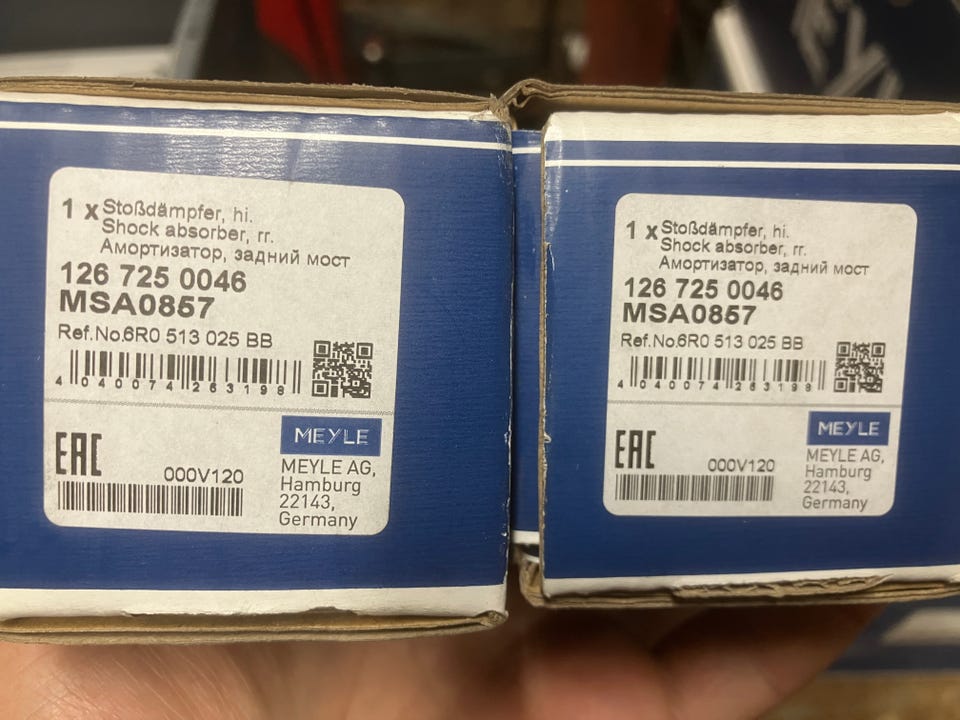 1 x Stoßdämpfer, hi.
Shock absorber, rr.
Амортизатор, задний мост
126 725 0046
MSA0857
Ref.No.6R0 513 025 BB
4 040074 263198
EAC
000V120
MEYLE
MEYLE AG,
Hamburg
22143,
Germany
1 x Stoßdämpfer, hi.
Shock absorber, rr.
Амортизатор, задний мост
126 725 0046
MSA0857
Ref.No.6R0 513 025 BB
4 040074 263198
EAC
000V120
MEYLE
MEYLE AG,
Hamburg
22143,
Germany